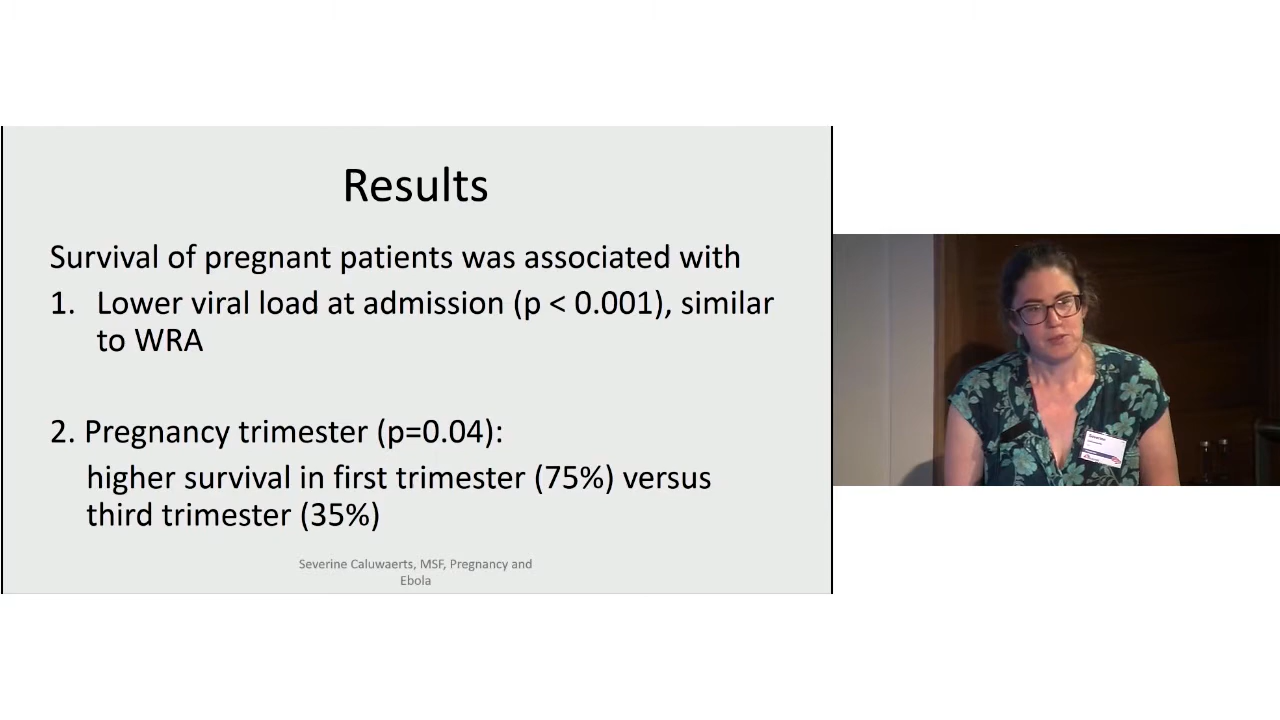 Results
Survival of pregnant patients was associated with
1. Lower viral load at admission (p < 0.001), similar
to WRA
2. Pregnancy trimester (p=0.04):
higher survival in first trimester (75%) versus
third trimester (35%)
Severine Caluwaerts, MSF, Pregnancy and
Ebola
Severine